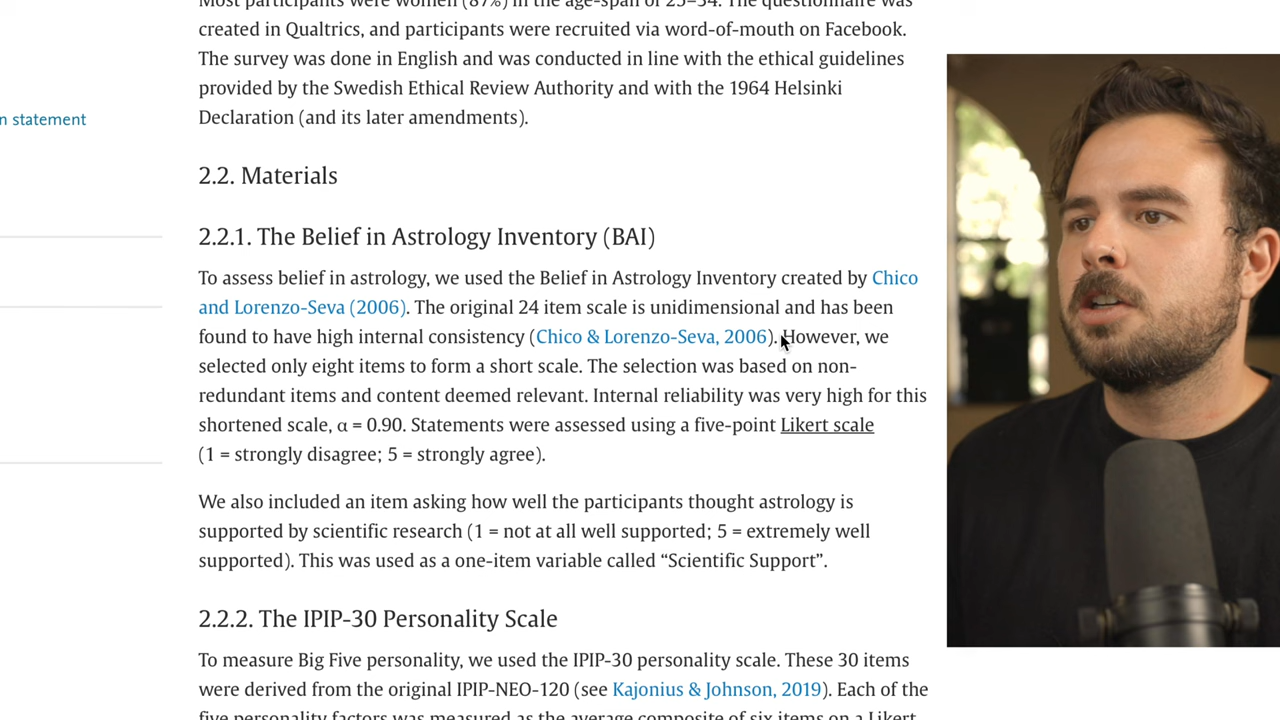 Most participants were women (87%) in the age-span of 25–34. The questionnaire was
created in Qualtrics, and participants were recruited via word-of-mouth on Facebook.
The survey was done in English and was conducted in line with the ethical guidelines
provided by the Swedish Ethical Review Authority and with the 1964 Helsinki
n statement
Declaration (and its later amendments).
2.2. Materials
2.2.1. The Belief in Astrology Inventory (BAI)
To assess belief in astrology, we used the Belief in Astrology Inventory created by Chico
and Lorenzo-Seva (2006). The original 24 item scale is unidimensional and has been
found to have high internal consistency (Chico & Lorenzo-Seva, 2006). However, we
selected only eight items to form a short scale. The selection was based on non-
redundant items and content deemed relevant. Internal reliability was very high for this
shortened scale, α = 0.90. Statements were assessed using a five-point Likert scale
(1 = strongly disagree; 5 = strongly agree).
We also included an item asking how well the participants thought astrology is
supported by scientific research (1 = not at all well supported; 5 = extremely well
supported). This was used as a one-item variable called “Scientific Support”.
2.2.2. The IPIP-30 Personality Scale
To measure Big Five personality, we used the IPIP-30 personality scale. These 30 items
were derived from the original IPIP-NEO-120 (see Kajonius & Johnson, 2019). Each of the
five personality factors was measured as the average composite of six items on a Likert